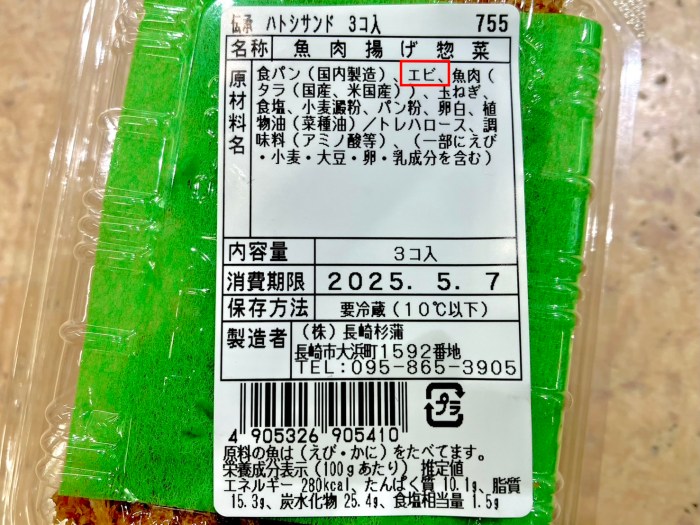 伝承 ハトシサンド 3コ入 755
名称 魚肉揚げ惣菜
原材料名
食パン(国内製造)、エビ、魚肉(
タラ(国産、米国産))、玉ねぎ、
食塩、小麦澱粉、パン粉、卵白、植
物油(菜種油)/トレハロース、調
味料(アミノ酸等)、(一部にえび
・小麦・大豆・卵・乳成分を含む)
内容量 3コ入
消費期限 2025. 5. 7
保存方法 要冷蔵(10℃以下)
製造者 (株)長崎杉蒲
長崎市大浜町1592番地
TEL:095-865-3905
プラ
4 905326 905410
原料の魚は(えび・かに)をたべてます。
栄養成分表示(100gあたり) 推定値
エネルギー 280kcal、たんぱく質 10.1g、脂質
15.3g、炭水化物 25.4g、食塩相当量 1.5g